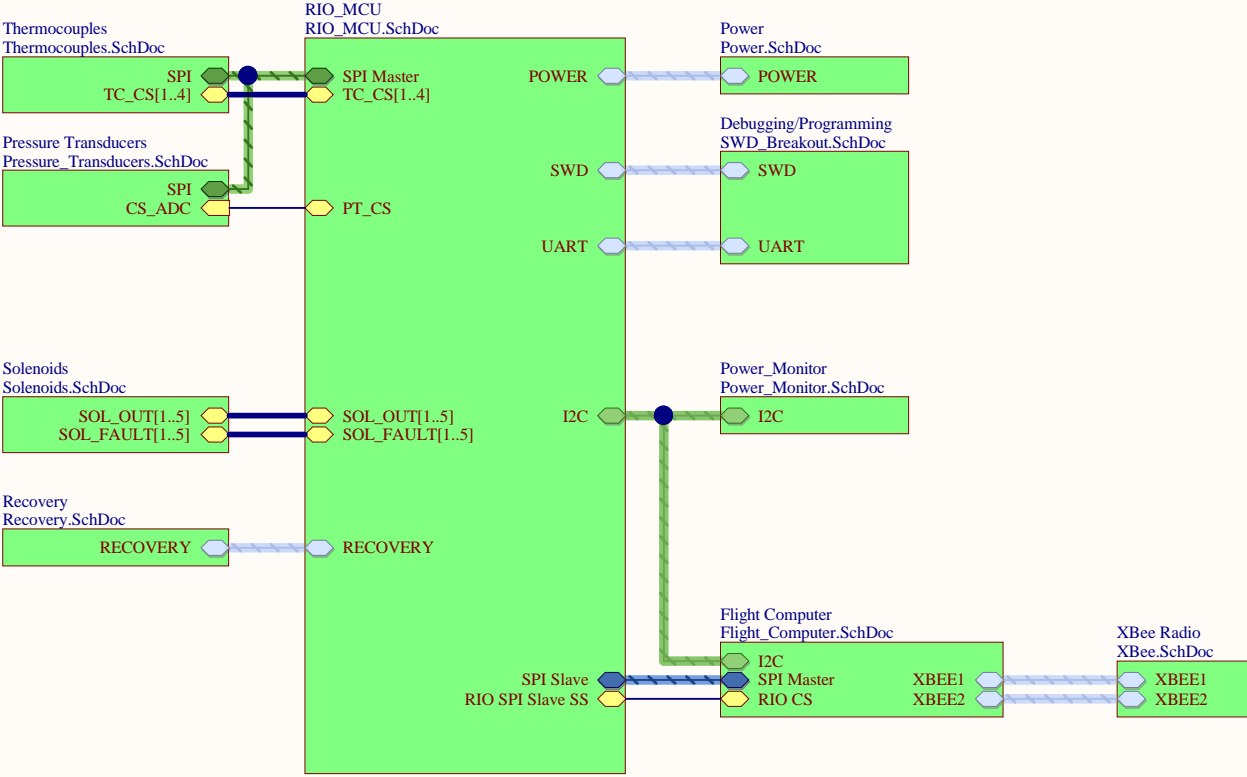 RIO_MCU
RIO_MCU.SchDoc
Thermocouples
Thermocouples.SchDoc
SPI
TC_CS[1..4]
SPI Master
TC_CS[1..4]
Pressure Transducers
Pressure_Transducers.SchDoc
SPI
CS_ADC
PT_CS
POWER
Power
Power.SchDoc
POWER
Debugging/Programming
SWD_Breakout.SchDoc
SWD
SWD
UART
UART
Solenoids
Solenoids.SchDoc
SOL_OUT[1..5]
SOL_FAULT[1..5]
SOL_OUT[1..5]
SOL_FAULT[1..5]
I2C
Power_Monitor
Power_Monitor.SchDoc
I2C
Recovery
Recovery.SchDoc
RECOVERY
RECOVERY
Flight Computer
Flight_Computer.SchDoc
I2C
SPI Slave
SPI Master
RIO SPI Slave SS
RIO CS
XBEE1
XBEE2
XBee Radio
XBee.SchDoc
XBEE1
XBEE2